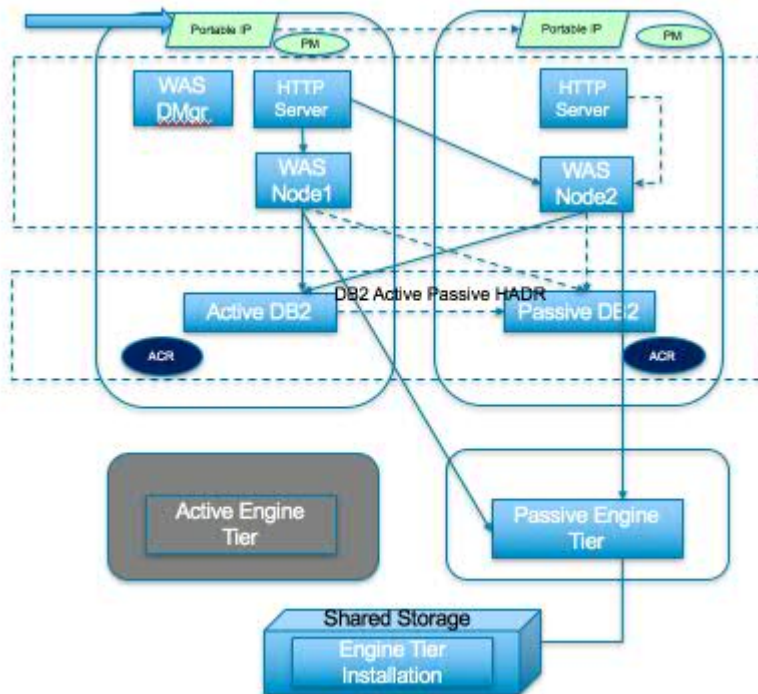 Portable IP
PM
Portable IP
PM
WAS
DMgr
HTTP
Server
HTTP
Server
WAS
Node1
WAS
Node2
DB2 Active Passive HADR
Active DB2
Passive DB2
ACR
ACR
Active Engine
Tier
Passive Engine
Tier
Shared Storage
Engine Tier
Installation